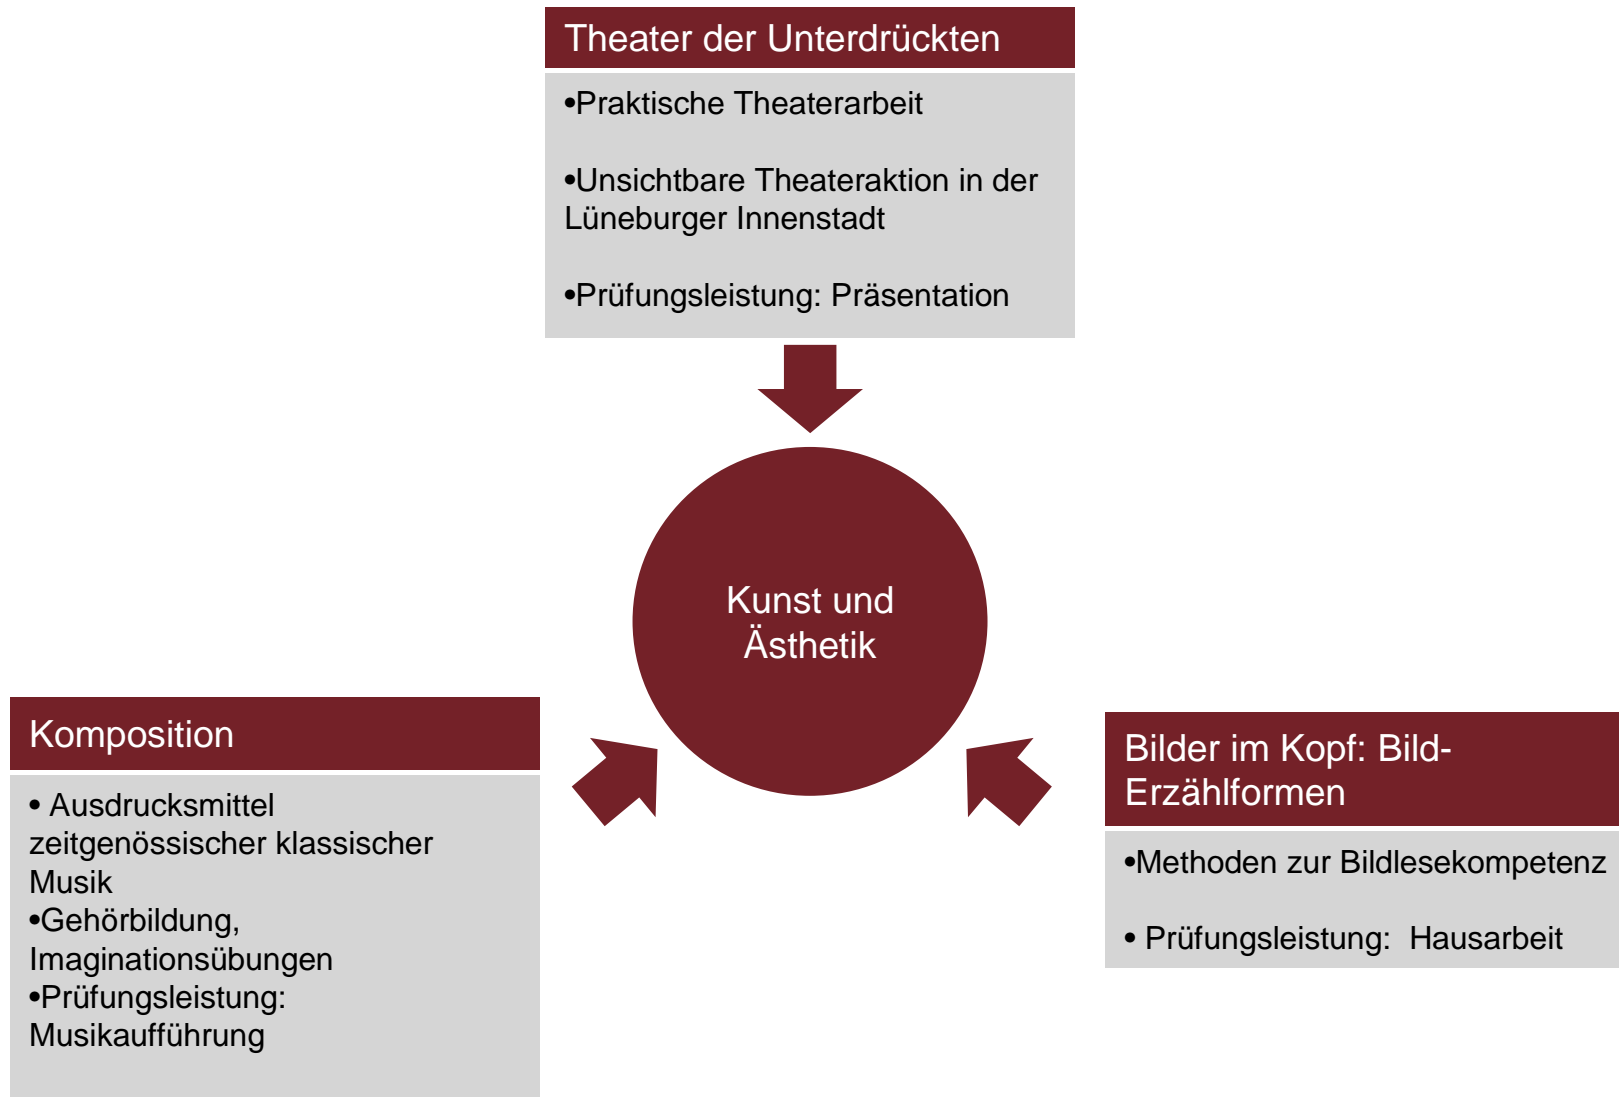 Theater der Unterdrückten
•Praktische Theaterarbeit
•Unsichtbare Theateraktion in der
Lüneburger Innenstadt
•Prüfungsleistung: Präsentation
Kunst und
Ästhetik
Komposition
• Ausdrucksmittel
zeitgenössischer klassischer
Musik
•Gehörbildung,
Imaginationsübungen
•Prüfungsleistung:
Musikaufführung
Bilder im Kopf: Bild-
Erzählformen
•Methoden zur Bildlesekompetenz
• Prüfungsleistung:  Hausarbeit